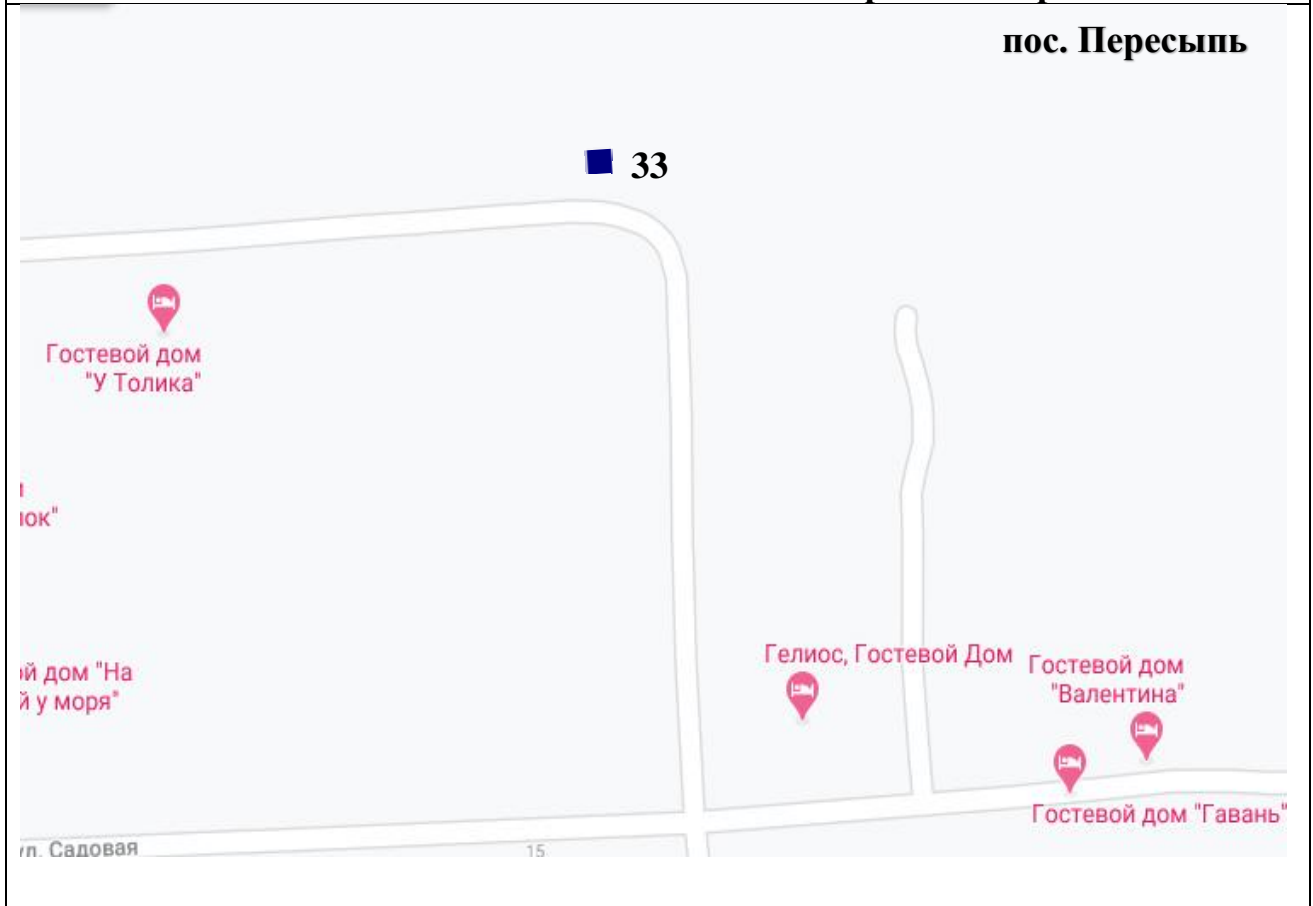 пос. Пересыпь
33
Гостевой дом
"У Толика"
ок"
й дом "На
й у моря"
Гелиос, Гостевой Дом
Гостевой дом
"Валентина"
Гостевой дом "Гавань"
ул. Садовая
15